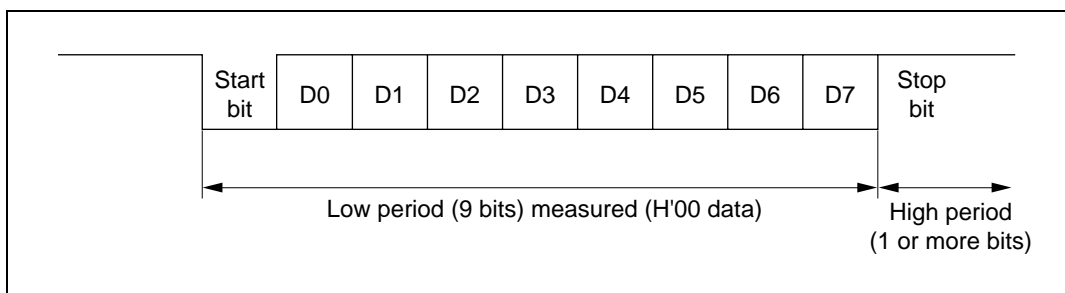 Start
bit
D0
D1
D2
D3
D4
D5
D6
D7
Stop
bit
Low period (9 bits) measured (H'00 data)
High period
(1 or more bits)